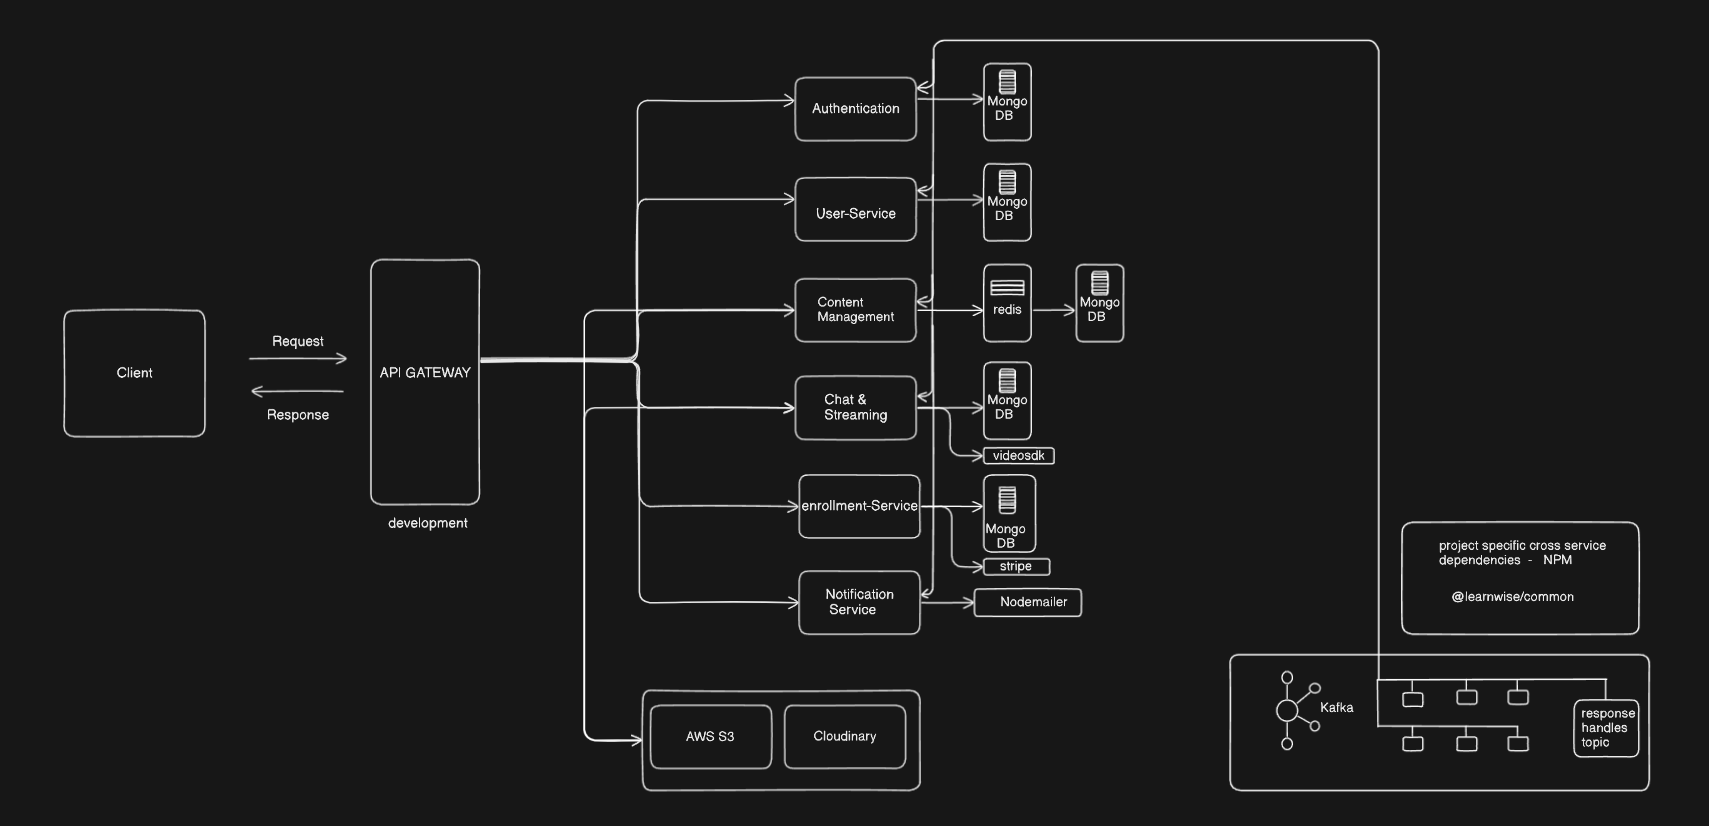 Authentication
Mongo
DB
User-Service
Mongo
DB
Content
Management
redis
Mongo
DB
Client
Request
Response
API GATEWAY
development
Chat &
Streaming
Mongo
DB
videosdk
enrollment-Service
Mongo
DB
stripe
Notification
Service
Nodemailer
AWS S3
Cloudinary
project specific cross service
dependencies - NPM
@learnwise/common
Kafka
response
handles
topic